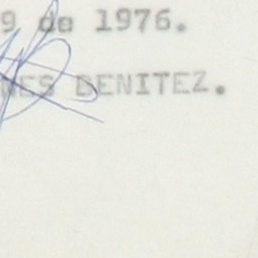 9 de 1976.
NES BENITEZ.